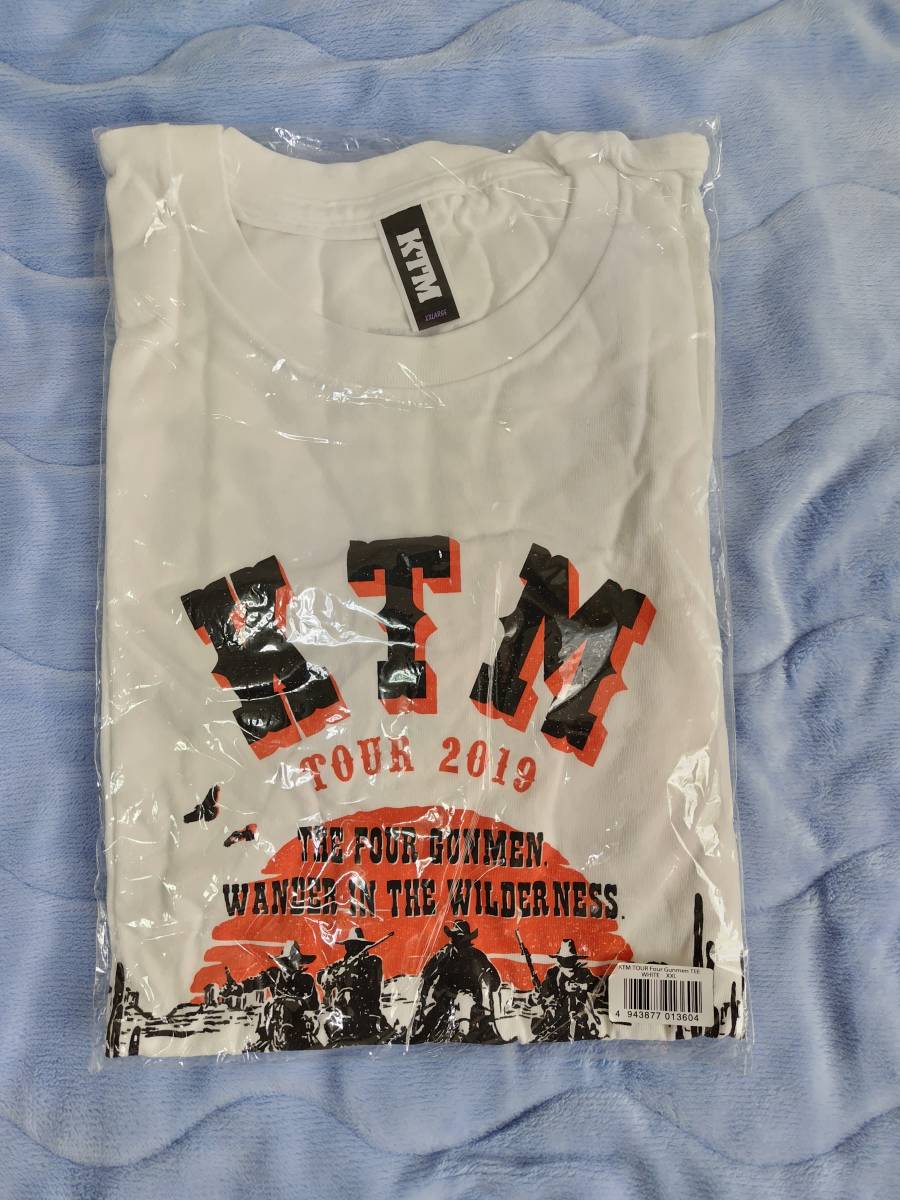 KTM
XXLARGE
KTM
TOUR 2019
THE FOUR GUNMEN.
WANDER IN THE WILDERNESS.
KTM TOUR Four Gunmen TEE
WHITE XXL
4 943877 013604